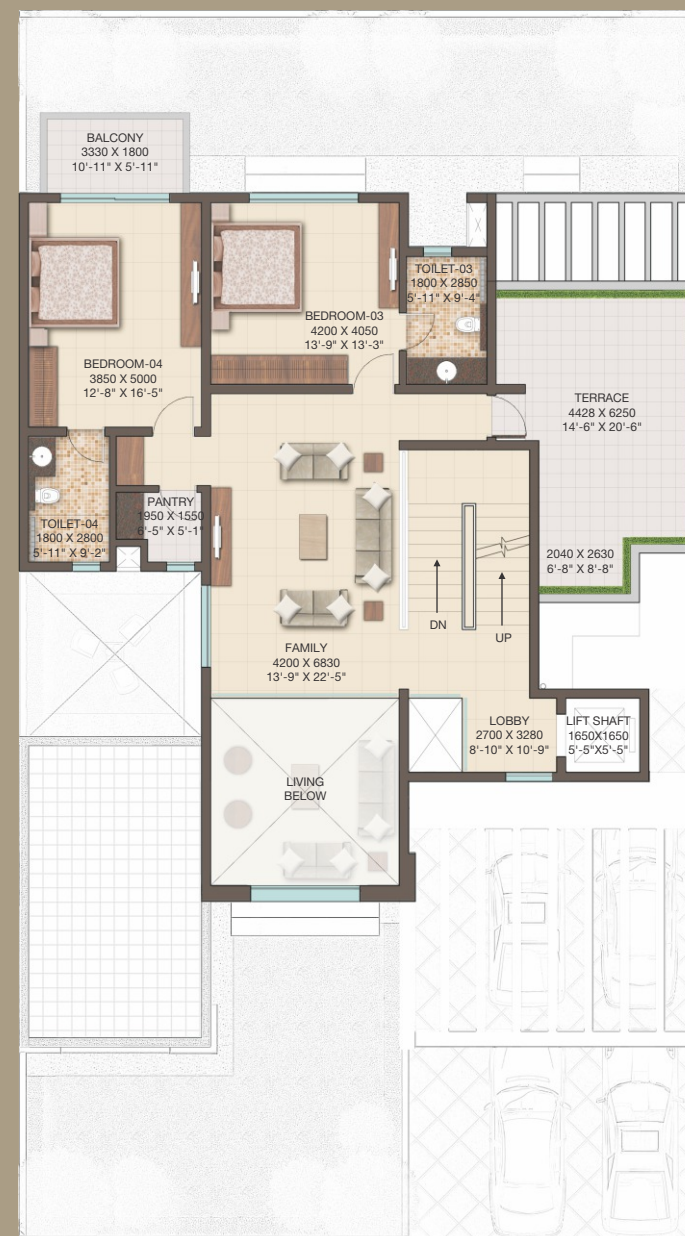 BALCONY
3330 X 1800
10'-11" X 5'-11"
TOILET-03
1800 X 2850
5'-11" X 9'-4"
BEDROOM-03
4200 X 4050
13'-9" X 13'-3"
BEDROOM-04
3850 X 5000
12'-8" X 16'-5"
TERRACE
4428 X 6250
14'-6" X 20'-6"
PANTRY
1950 X 1550
6'-5" X 5'-1"
TOILET-04
1800 X 2800
5'-11" X 9'-2"
2040 X 2630
6'-8" X 8'-8"
DN
UP
FAMILY
4200 X 6830
13'-9" X 22'-5"
LOBBY
2700 X 3280
8'-10" X 10'-9"
LIFT SHAFT
1650X1650
5'-5"X5'-5"
LIVING
BELOW